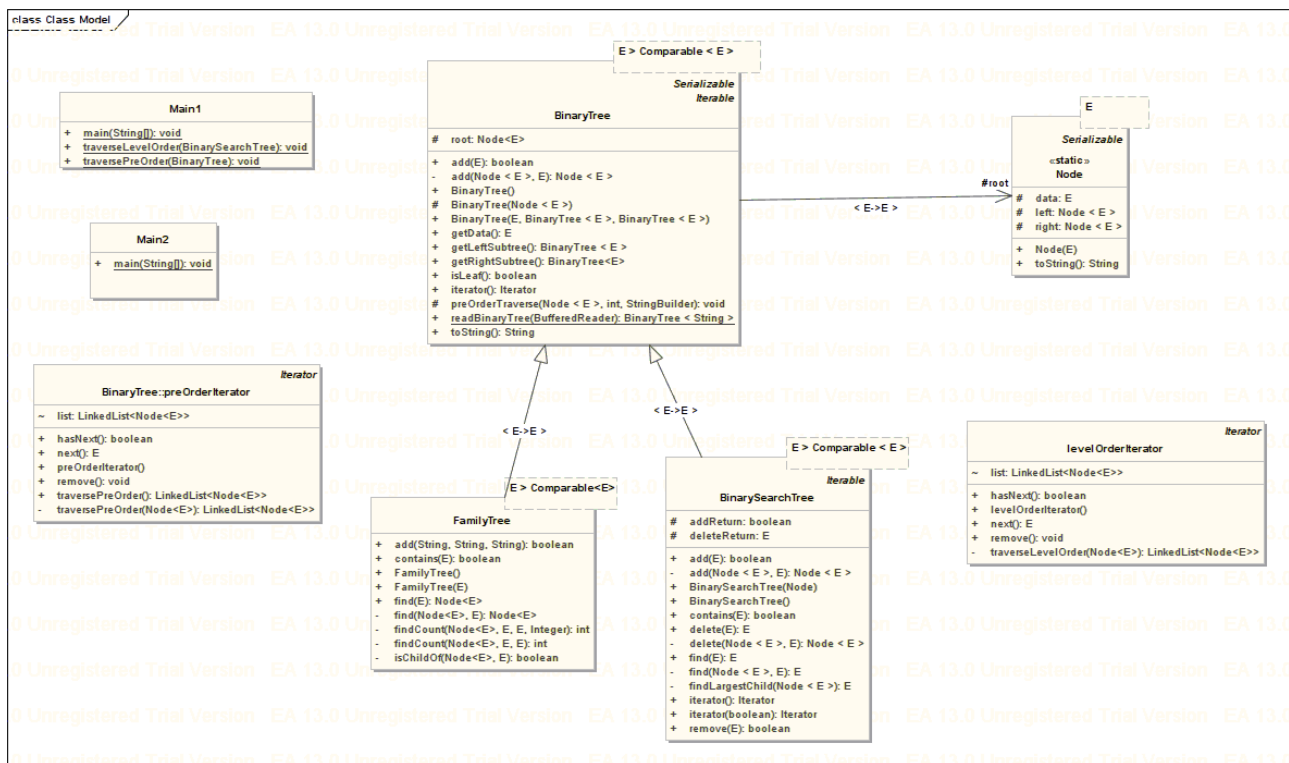 class Class Model
Main1
+ main(String[]): void
+ traverseLevelOrder(BinarySearchTree): void
+ traversePreOrder(BinaryTree): void
Main2
+ main(String[]): void
E > Comparable < E >
Serializable
Iterable
BinaryTree
# root: Node<E>
+ add(E): boolean
- add(Node < E >, E): Node < E >
+ BinaryTree()
# BinaryTree(Node < E >)
+ BinaryTree(E, BinaryTree < E >, BinaryTree < E >)
+ getData(): E
+ getLeftSubtree(): BinaryTree < E >
+ getRightSubtree(): BinaryTree<E>
+ isLeaf(): boolean
+ iterator(): Iterator
# preOrderTraverse(Node < E >, int, StringBuilder): void
+ readBinaryTree(BufferedReader): BinaryTree < String >
+ toString(): String
#root
< E->E >
E
Serializable
«static»
Node
# data: E
# left: Node < E >
# right: Node < E >
+ Node(E)
+ toString(): String
Iterator
BinaryTree::preOrderIterator
~ list: LinkedList<Node<E>>
+ hasNext(): boolean
+ next(): E
+ preOrderIterator()
+ remove(): void
+ traversePreOrder(): LinkedList<Node<E>>
- traversePreOrder(Node<E>): LinkedList<Node<E>>
< E->E >
< E->E >
E > Comparable<E>
FamilyTree
+ add(String, String, String): boolean
+ contains(E): boolean
+ FamilyTree()
+ FamilyTree(E)
+ find(E): Node<E>
- find(Node<E>, E): Node<E>
- findCount(Node<E>, E, E, Integer): int
- findCount(Node<E>, E, E): int
- isChildOf(Node<E>, E): boolean
E > Comparable < E >
Iterable
BinarySearchTree
# addReturn: boolean
# deleteReturn: E
+ add(E): boolean
- add(Node < E >, E): Node < E >
+ BinarySearchTree(Node)
+ BinarySearchTree()
+ contains(E): boolean
+ delete(E): E
- delete(Node < E >, E): Node < E >
+ find(E): E
- find(Node < E >, E): E
- findLargestChild(Node < E >): E
+ iterator(): Iterator
+ iterator(boolean): Iterator
+ remove(E): boolean
Iterator
levelOrderIterator
~ list: LinkedList<Node<E>>
+ hasNext(): boolean
+ levelOrderIterator()
+ next(): E
+ remove(): void
- traverseLevelOrder(Node<E>): LinkedList<Node<E>>